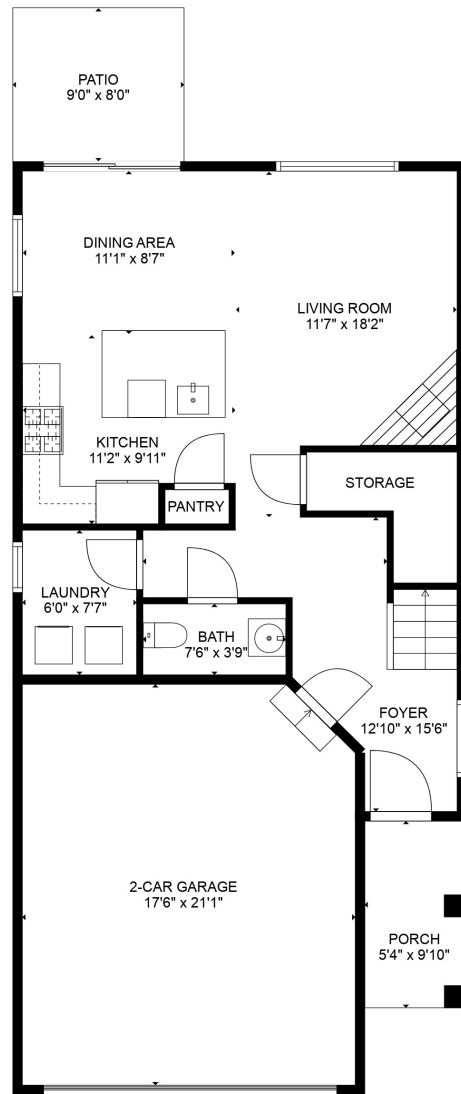 PATIO
9'0" x 8'0"
DINING AREA
11'1" x 8'7"
LIVING ROOM
11'7" x 18'2"
KITCHEN
11'2" x 9'11"
PANTRY
STORAGE
LAUNDRY
6'0" x 7'7"
BATH
7'6" x 3'9"
FOYER
12'10" x 15'6"
2-CAR GARAGE
17'6" x 21'1"
PORCH
5'4" x 9'10"